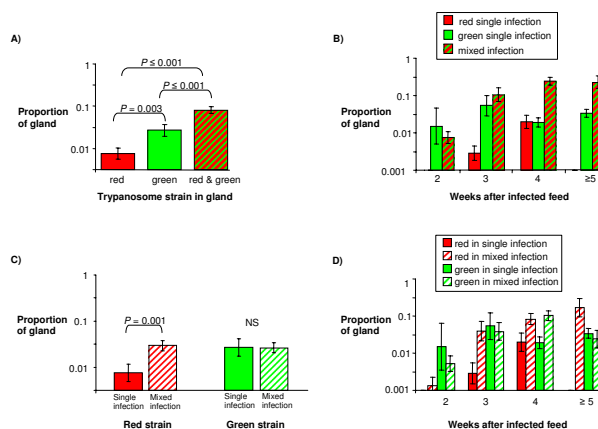 A)
P ≤ 0.001
P ≤ 0.001
P = 0.003
Proportion
of gland
1
0.1
0.01
red green red & green
Trypanosome strain in gland
B)
red single infection
green single infection
mixed infection
Proportion
of gland
1
0.1
0.01
0.001
2 3 4 ≥5
Weeks after infected feed
C)
P = 0.001
NS
Proportion
of gland
1
0.1
0.01
Single infection Mixed infection Single infection Mixed infection
Red strain Green strain
D)
red in single infection
red in mixed infection
green in single infection
green in mixed infection
Proportion
of gland
1
0.1
0.01
0.001
2 3 4 ≥ 5
Weeks after infected feed